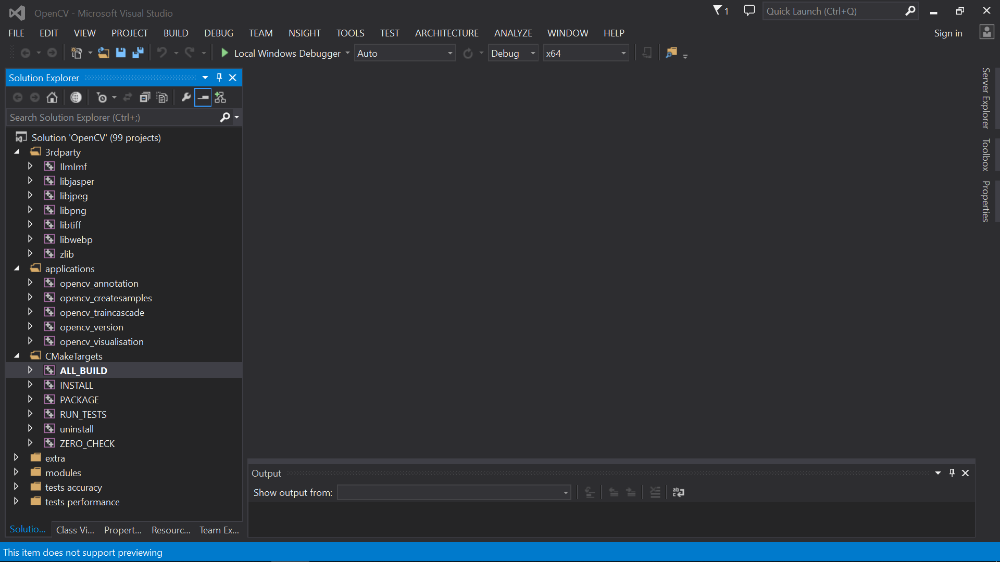 OpenCV - Microsoft Visual Studio
1
Quick Launch (Ctrl+Q)
FILE EDIT VIEW PROJECT BUILD DEBUG TEAM NSIGHT TOOLS TEST ARCHITECTURE ANALYZE WINDOW HELP
Sign in
Local Windows Debugger Auto Debug x64
Solution Explorer
Search Solution Explorer (Ctrl+;)
Solution 'OpenCV' (99 projects)
3rdparty
IlmImf
libjasper
libjpeg
libpng
libtiff
libwebp
zlib
applications
opencv_annotation
opencv_createsamples
opencv_traincascade
opencv_version
opencv_visualisation
CMakeTargets
ALL_BUILD
INSTALL
PACKAGE
RUN_TESTS
uninstall
ZERO_CHECK
extra
modules
tests accuracy
tests performance
Solutio... Class Vi... Propert... Resourc... Team Ex...
Output
Show output from:
Server Explorer
Toolbox
Properties
This item does not support previewing